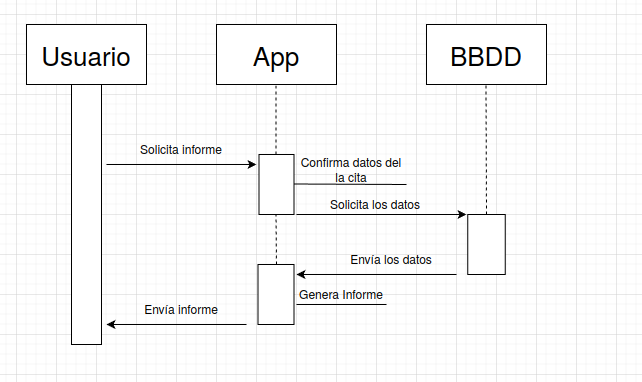 Usuario
App
BBDD
Solicita informe
Confirma datos del
la cita
Solicita los datos
Envía los datos
Genera Informe
Envía informe